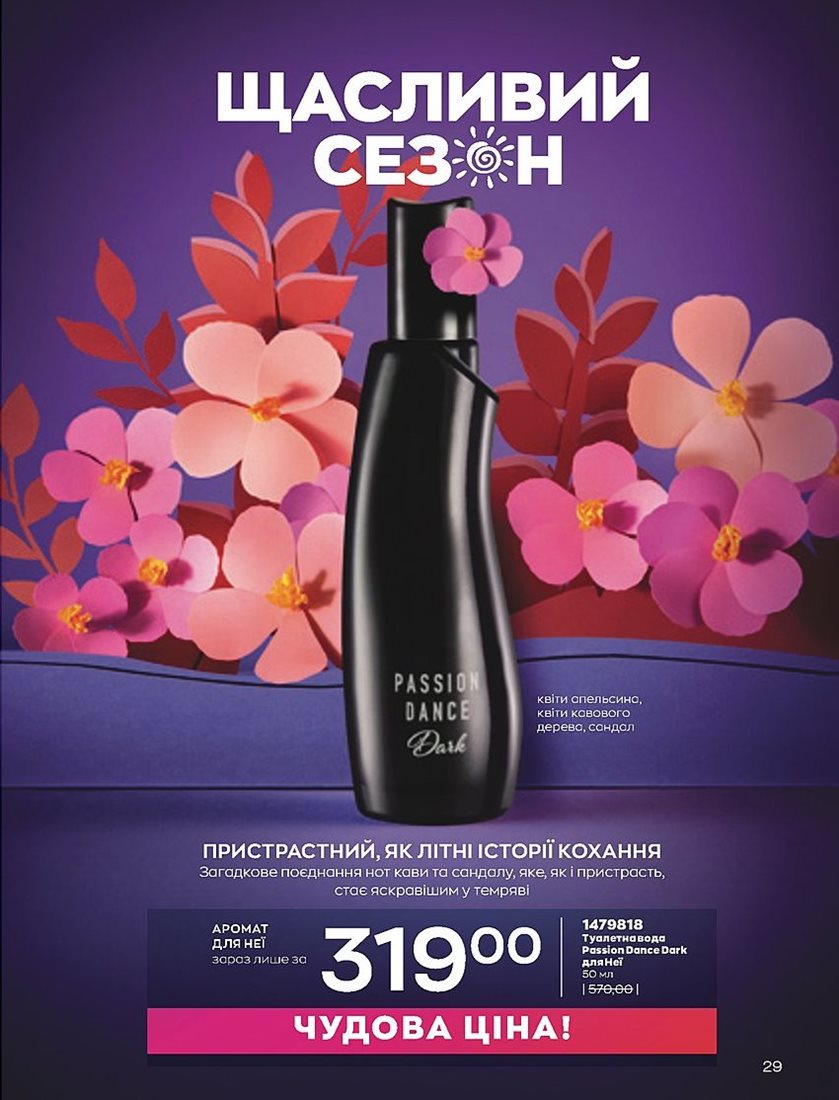 ЩАСЛИВИЙ
СЕЗОН
PASSION
DANCE
Dark
квіти апельсина,
квіти кавового
дерева, сандал
ПРИСТРАСТНИЙ, ЯК ЛІТНІ ІСТОРІЇ КОХАННЯ
Загадкове поєднання нот кави та сандалу, яке, як і пристрасть,
стає яскравішим у темряві
АРОМАТ
ДЛЯ НЕЇ
зараз лише за
319⁰⁰
1479818
Туалетна вода
Passion Dance Dark
для Неї
50 мл
| 570,00 |
ЧУДОВА ЦІНА!
29